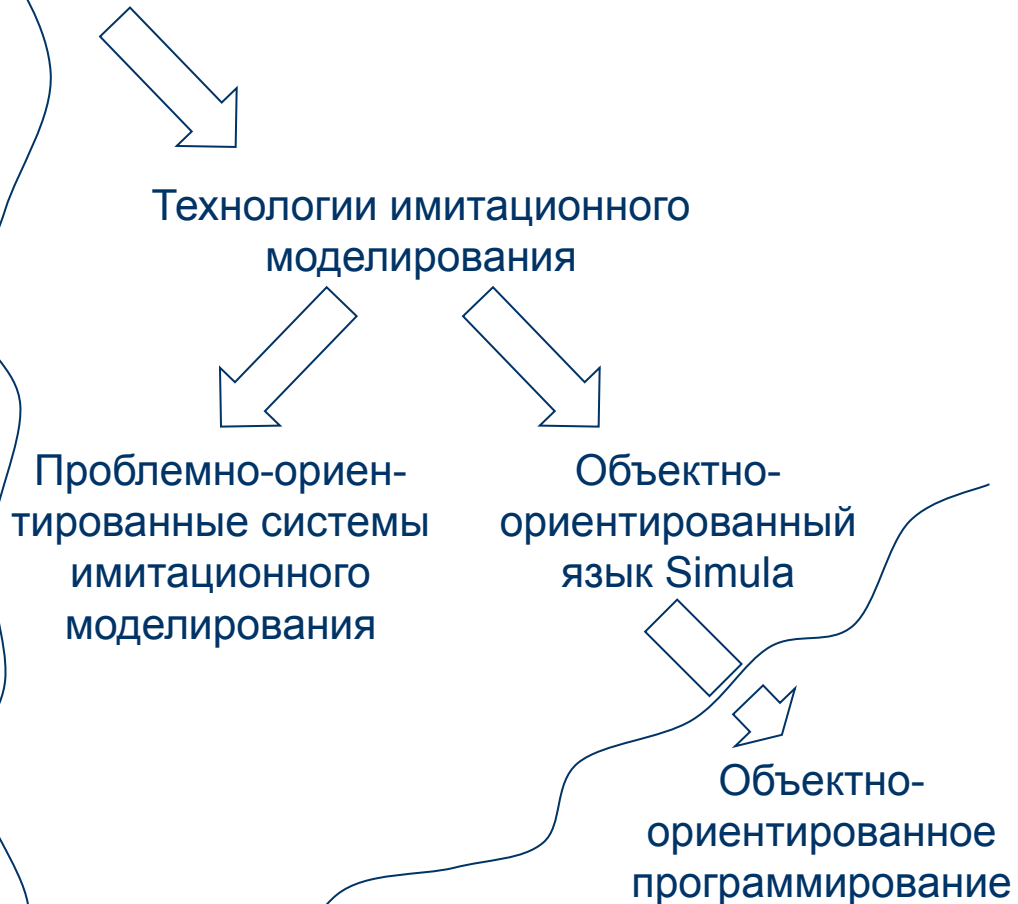 Технологии имитационного
моделирования
Проблемно-ориен-
тированные системы
имитационного
моделирования
Объектно-
ориентированный
язык Simula
Объектно-
ориентированное
программирование